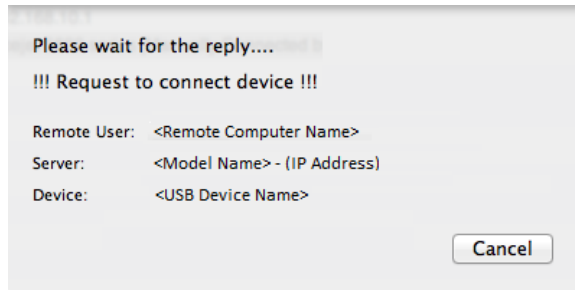 Please wait for the reply....
!!! Request to connect device !!!
Remote User: <Remote Computer Name>
Server: <Model Name> - (IP Address)
Device: <USB Device Name>
Cancel